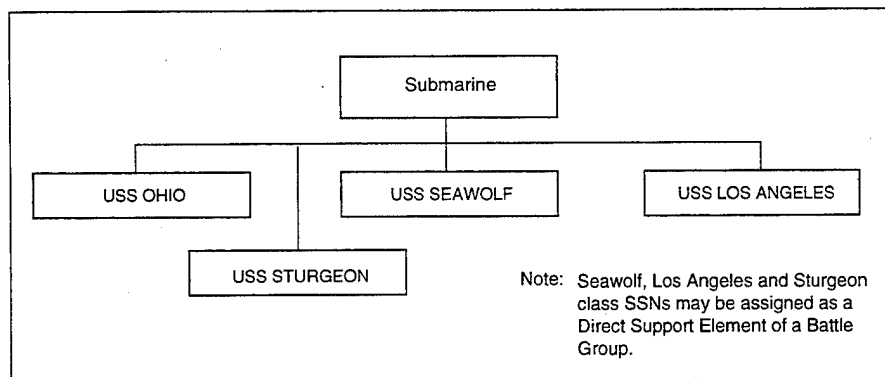 Submarine
USS OHIO
USS SEAWOLF
USS LOS ANGELES
USS STURGEON
Note: Seawolf, Los Angeles and Sturgeon
class SSNs may be assigned as a
Direct Support Element of a Battle
Group.